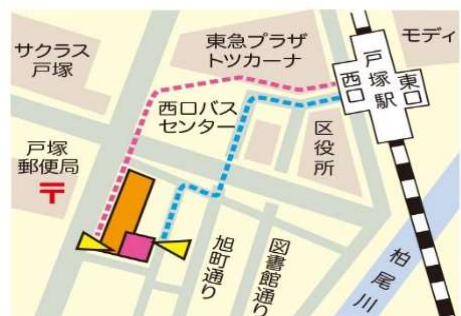 サクラス
戸塚
東急プラザ
トツカーナ
モディ
戸塚駅
西口
東口
西口バス
センター
区役所
戸塚
郵便局
〒
旭町通り
図書館通り
柏尾川